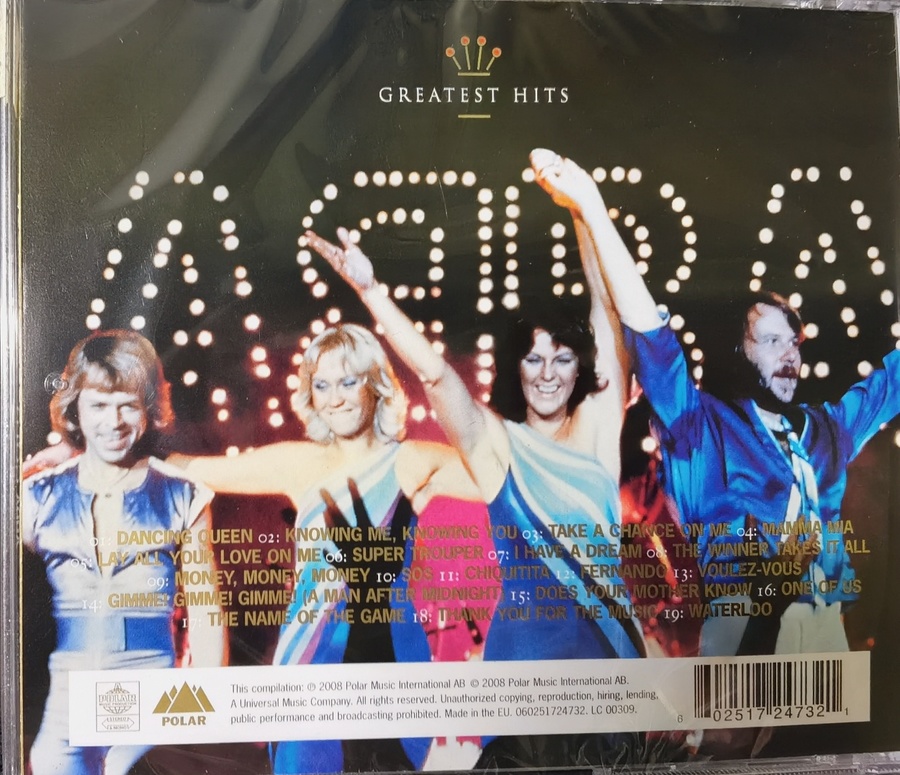 GREATEST HITS
ABBA
01: DANCING QUEEN 02: KNOWING ME, KNOWING YOU 03: TAKE A CHANCE ON ME 04: MAMMA MIA
05: LAY ALL YOUR LOVE ON ME 06: SUPER TROUPER 07: I HAVE A DREAM 08: THE WINNER TAKES IT ALL
09: MONEY, MONEY, MONEY 10: SOS 11: CHIQUITITA 12: FERNANDO 13: VOULEZ-VOUS
14: GIMME! GIMME! GIMME! (A MAN AFTER MIDNIGHT) 15: DOES YOUR MOTHER KNOW 16: ONE OF US
17: THE NAME OF THE GAME 18: THANK YOU FOR THE MUSIC 19: WATERLOO
POLAR
POLAR
This compilation: ℗ 2008 Polar Music International AB © 2008 Polar Music International AB.
A Universal Music Company. All rights reserved. Unauthorized copying, reproduction, hiring, lending,
public performance and broadcasting prohibited. Made in the EU. 060251724732. LC 00309.
6 02517 24732 1